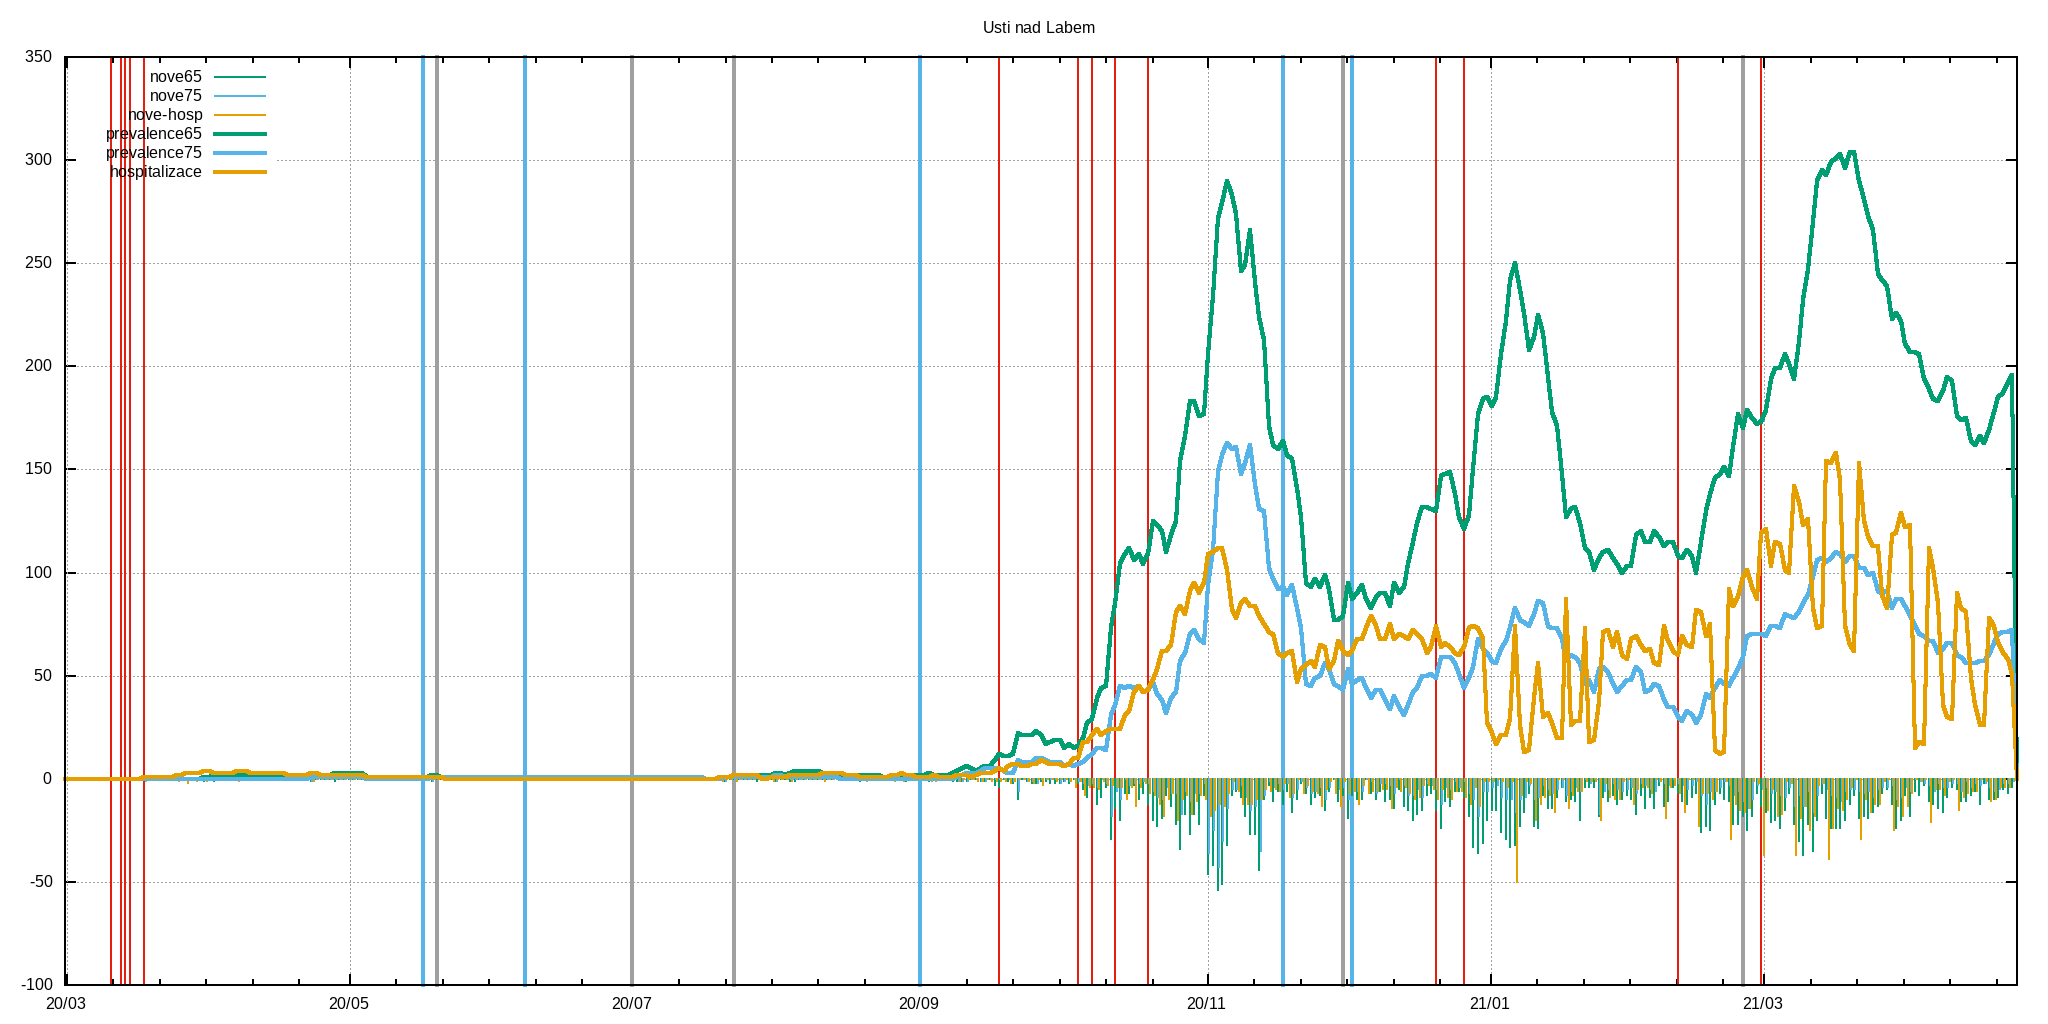 Usti nad Labem
350
300
250
200
150
100
50
0
-50
-100
nove65
nove75
nove-hosp
prevalence65
prevalence75
hospitalizace
20/03 20/05 20/07 20/09 20/11 21/01 21/03